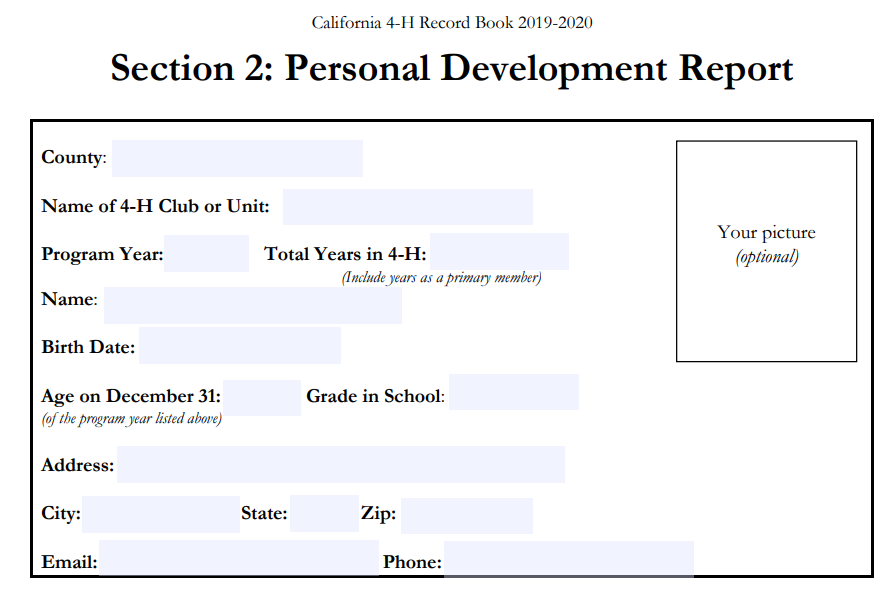 California 4-H Record Book 2019-2020
Section 2: Personal Development Report
County:
Name of 4-H Club or Unit:
Your picture
(optional)
Program Year: Total Years in 4-H:
(Include years as a primary member)
Name:
Birth Date:
Age on December 31: Grade in School:
(of the program year listed above)
Address:
City: State: Zip:
Email: Phone: